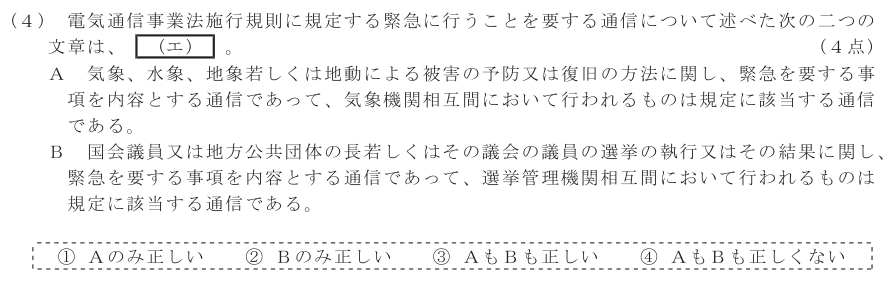 （４） 電気通信事業法施行規則に規定する緊急に行うことを要する通信について述べた次の二つの
文章は、 （エ） 。 （４点）
Ａ 気象、水象、地象若しくは地動による被害の予防又は復旧の方法に関し、緊急を要する事
項を内容とする通信であって、気象機関相互間において行われるものは規定に該当する通信
である。
Ｂ 国会議員又は地方公共団体の長若しくはその議会の議員の選挙の執行又はその結果に関し、
緊急を要する事項を内容とする通信であって、選挙管理機関相互間において行われるものは
規定に該当する通信である。
① Ａのみ正しい ② Ｂのみ正しい ③ ＡもＢも正しい ④ ＡもＢも正しくない